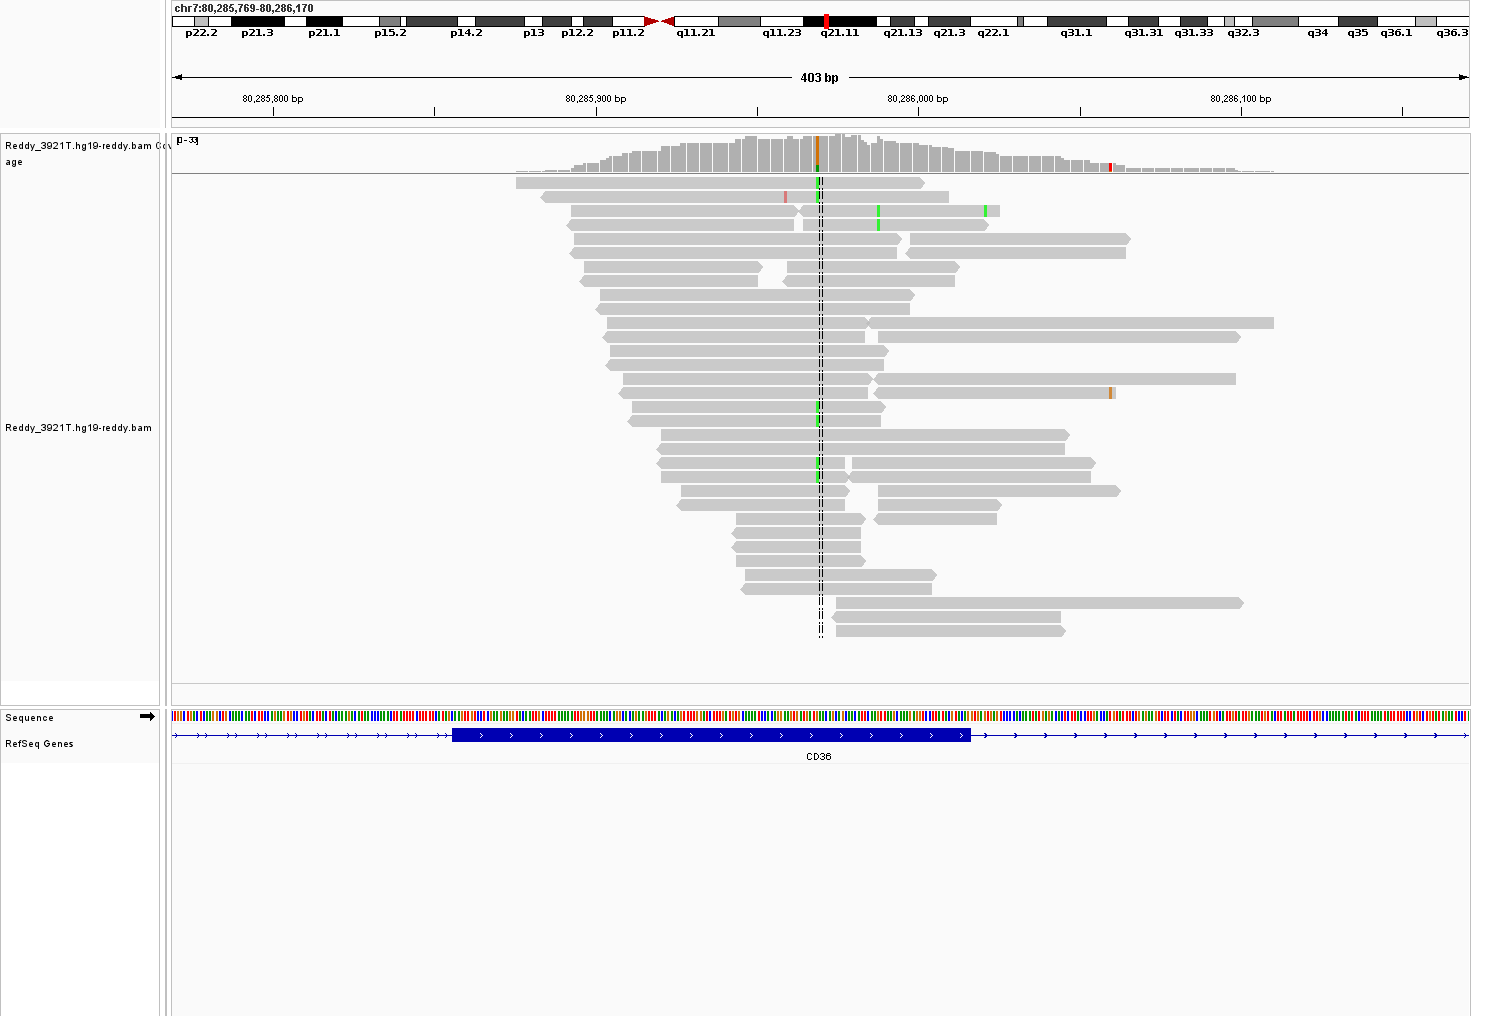 chr7:80,285,769-80,286,170
p22.2 p21.3 p21.1 p15.2 p14.2 p13 p12.2 p11.2 q11.21 q11.23 q21.11 q21.13 q21.3 q22.1 q31.1 q31.31 q31.33 q32.3 q34 q35 q36.1 q36.3
403 bp
80,285,800 bp 80,285,900 bp 80,286,000 bp 80,286,100 bp
Reddy_3921T.hg19-reddy.bam Cov
age
[0-33]
Reddy_3921T.hg19-reddy.bam
Sequence
RefSeq Genes
CD36